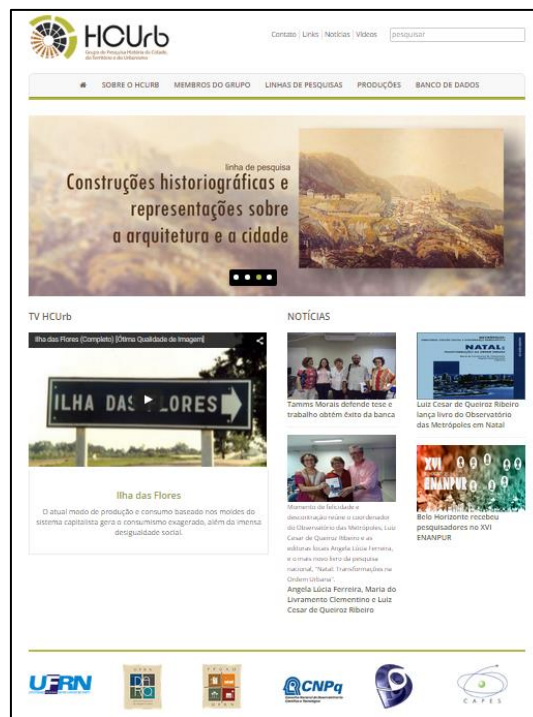 HCUrb
Grupo de Pesquisa História da Cidade,
do Território e do Urbanismo
Contato | Links | Notícias | Vídeos
pesquisar
SOBRE O HCURB MEMBROS DO GRUPO LINHAS DE PESQUISAS PRODUÇÕES BANCO DE DADOS
linha de pesquisa
Construções historiográficas e
representações sobre
a arquitetura e a cidade
TV HCUrb
Ilha das Flores (Completo) [Ótima Qualidade de Imagem]
ILHA DAS FLORES
Ilha das Flores
O atual modo de produção e consumo baseado nos moldes do
sistema capitalista gera o consumismo exagerado, além da imensa
desigualdade social.
NOTÍCIAS
Tamms Morais defende tese e
trabalho obtém êxito da banca
NATAL:
Luiz Cesar de Queiroz Ribeiro
lança livro do Observatório
das Metrópoles em Natal
Momento de felicidade e
descontração reúne o coordenador
do Observatório das Metrópoles, Luiz
Cesar de Queiroz Ribeiro e as
editoras locais Angela Lúcia Ferreira,
e o mais novo livro da pesquisa
nacional, "Natal: Transformações na
Ordem Urbana".
Angela Lúcia Ferreira, Maria do
Livramento Clementino e Luiz
Cesar de Queiroz Ribeiro
XVI
ENANPUR
Belo Horizonte recebeu
pesquisadores no XVI
ENANPUR
UFRN
CNPq
CAPES